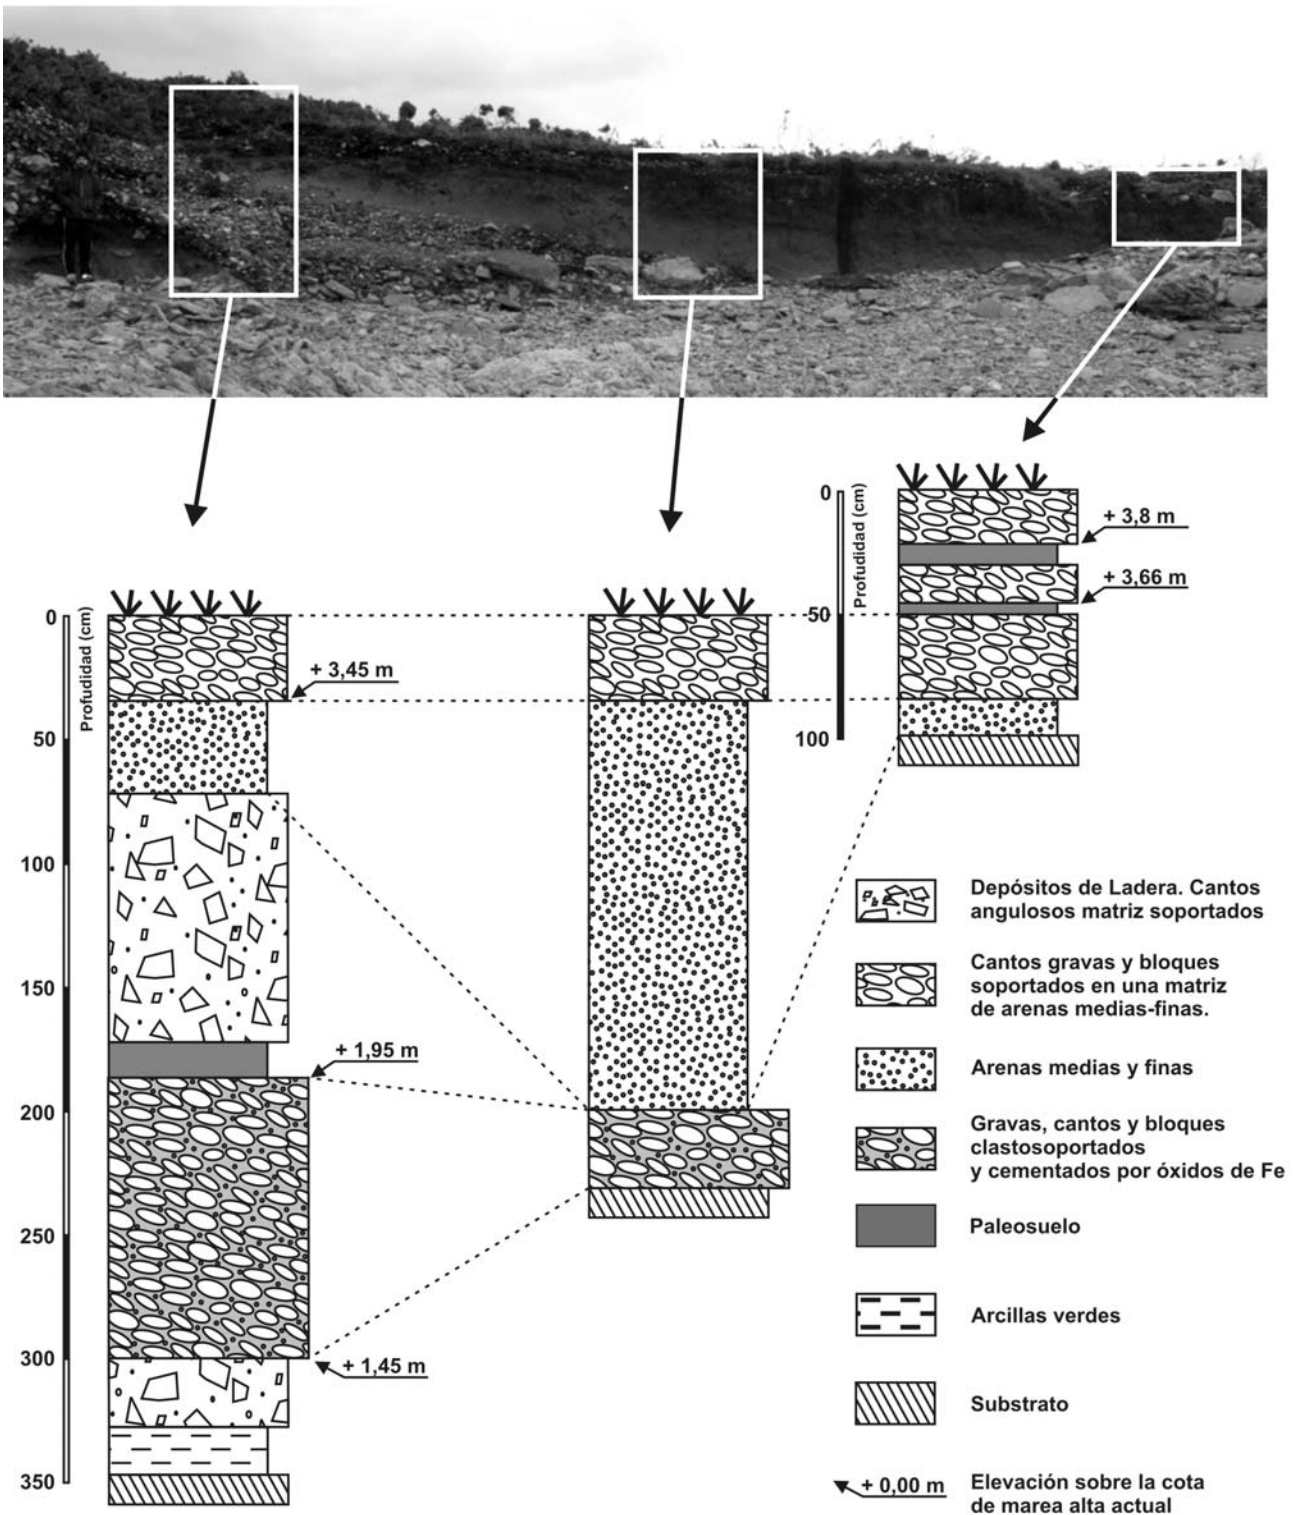 0
Profudidad (cm)
50
100
+ 3,8 m
+ 3,66 m
0
Profudidad (cm)
50
100
150
200
250
300
350
+ 3,45 m
+ 1,95 m
+ 1,45 m
Depósitos de Ladera. Cantos
angulosos matriz soportados
Cantos gravas y bloques
soportados en una matriz
de arenas medias-finas.
Arenas medias y finas
Gravas, cantos y bloques
clastosoportados
y cementados por óxidos de Fe
Paleosuelo
Arcillas verdes
Substrato
+ 0,00 m
Elevación sobre la cota
de marea alta actual